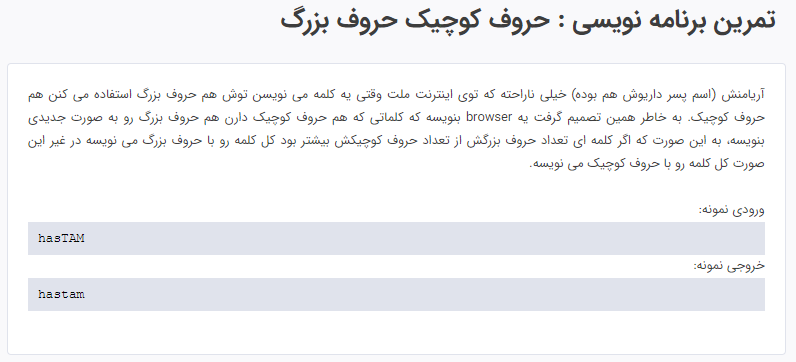 تمرین برنامه نویسی : حروف کوچیک حروف بزرگ
آریامنش (اسم پسر داریوش هم بوده) خیلی ناراحته که توی اینترنت ملت وقتی یه کلمه می نویسن توش هم حروف بزرگ استفاده می کنن هم
حروف کوچیک. به خاطر همین تصمیم گرفت یه browser بنویسه که کلماتی که هم حروف کوچیک دارن هم حروف بزرگ رو به صورت جدیدی
بنویسه، به این صورت که اگر کلمه ای تعداد حروف بزرگش از تعداد حروف کوچیکش بیشتر بود کل کلمه رو با حروف بزرگ می نویسه در غیر این
صورت کل کلمه رو با حروف کوچیک می نویسه.
ورودی نمونه:
hasTAM
خروجی نمونه:
hastam